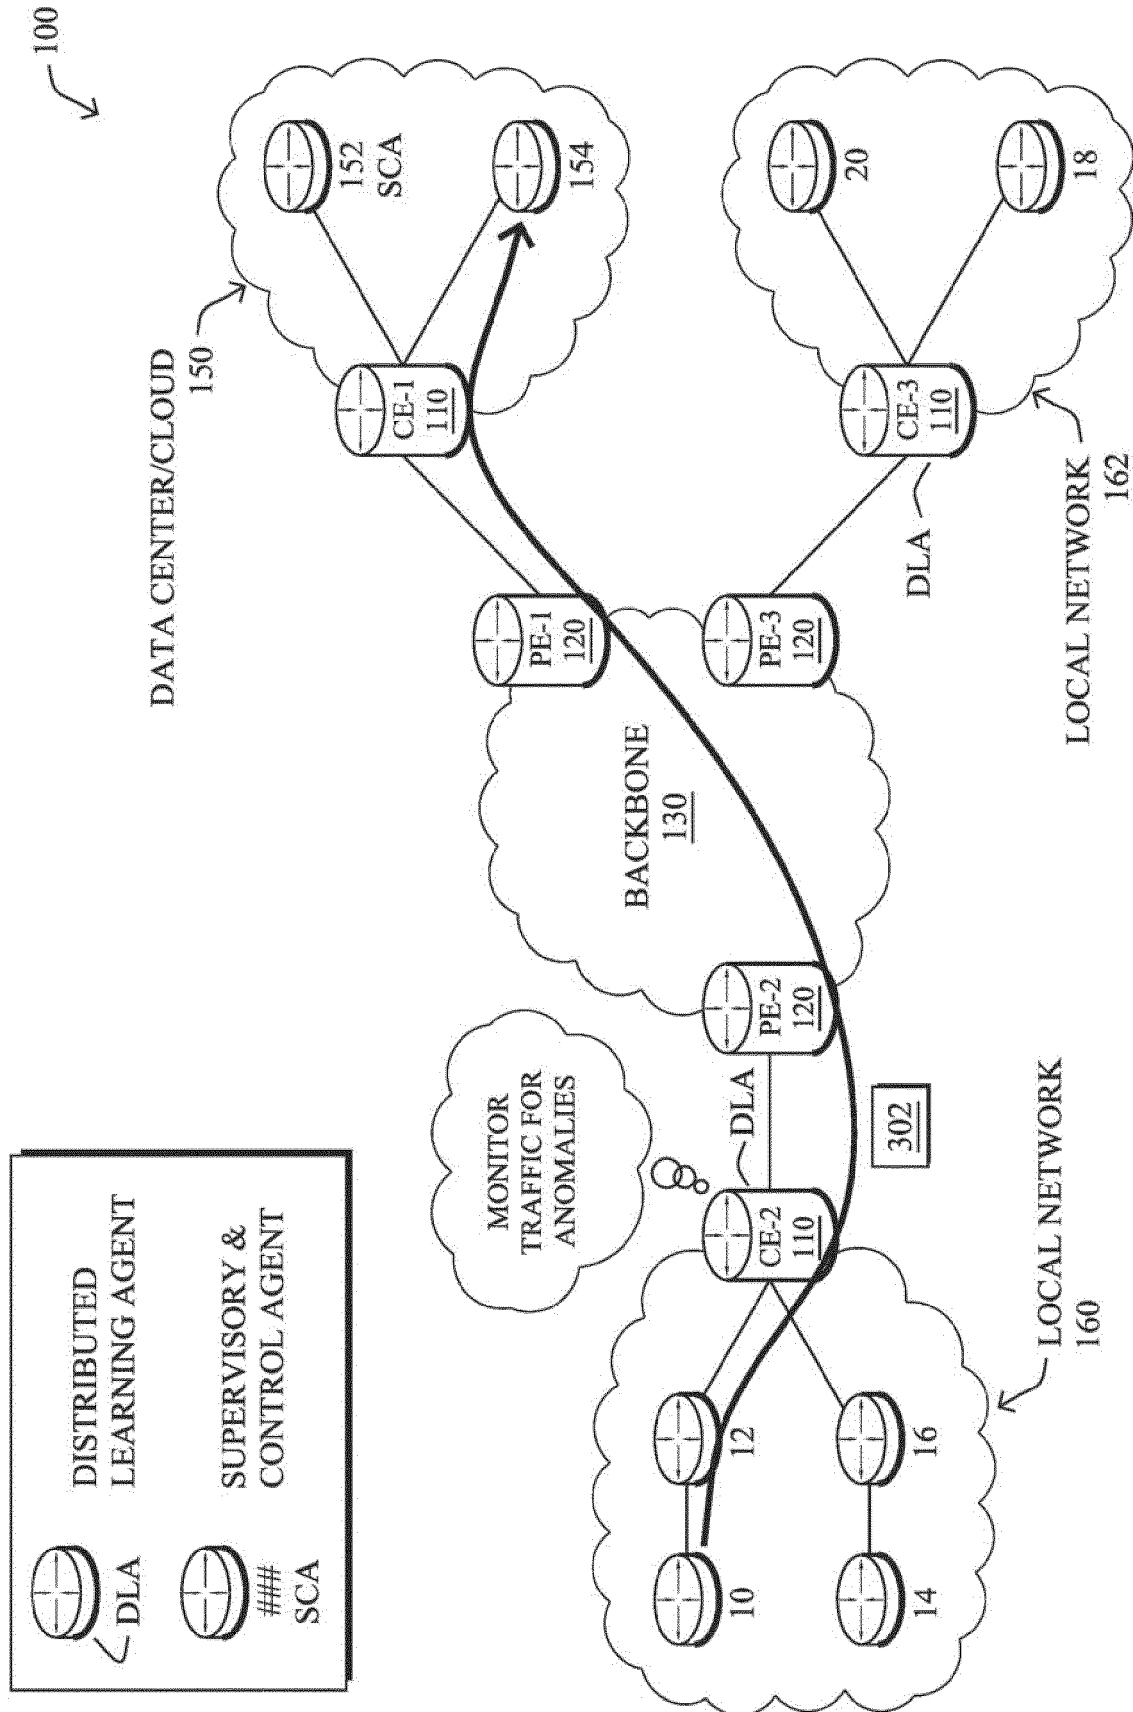 100
DATA CENTER/CLOUD
150
152
SCA
154
CE-1
110
PE-1
120
BACKBONE
130
PE-3
120
CE-3
110
DLA
20
18
LOCAL NETWORK
162
PE-2
120
DLA
CE-2
110
MONITOR
TRAFFIC FOR
ANOMALIES
302
10
12
14
16
LOCAL NETWORK
160
DLA
DISTRIBUTED
LEARNING AGENT
###
SCA
SUPERVISORY &
CONTROL AGENT